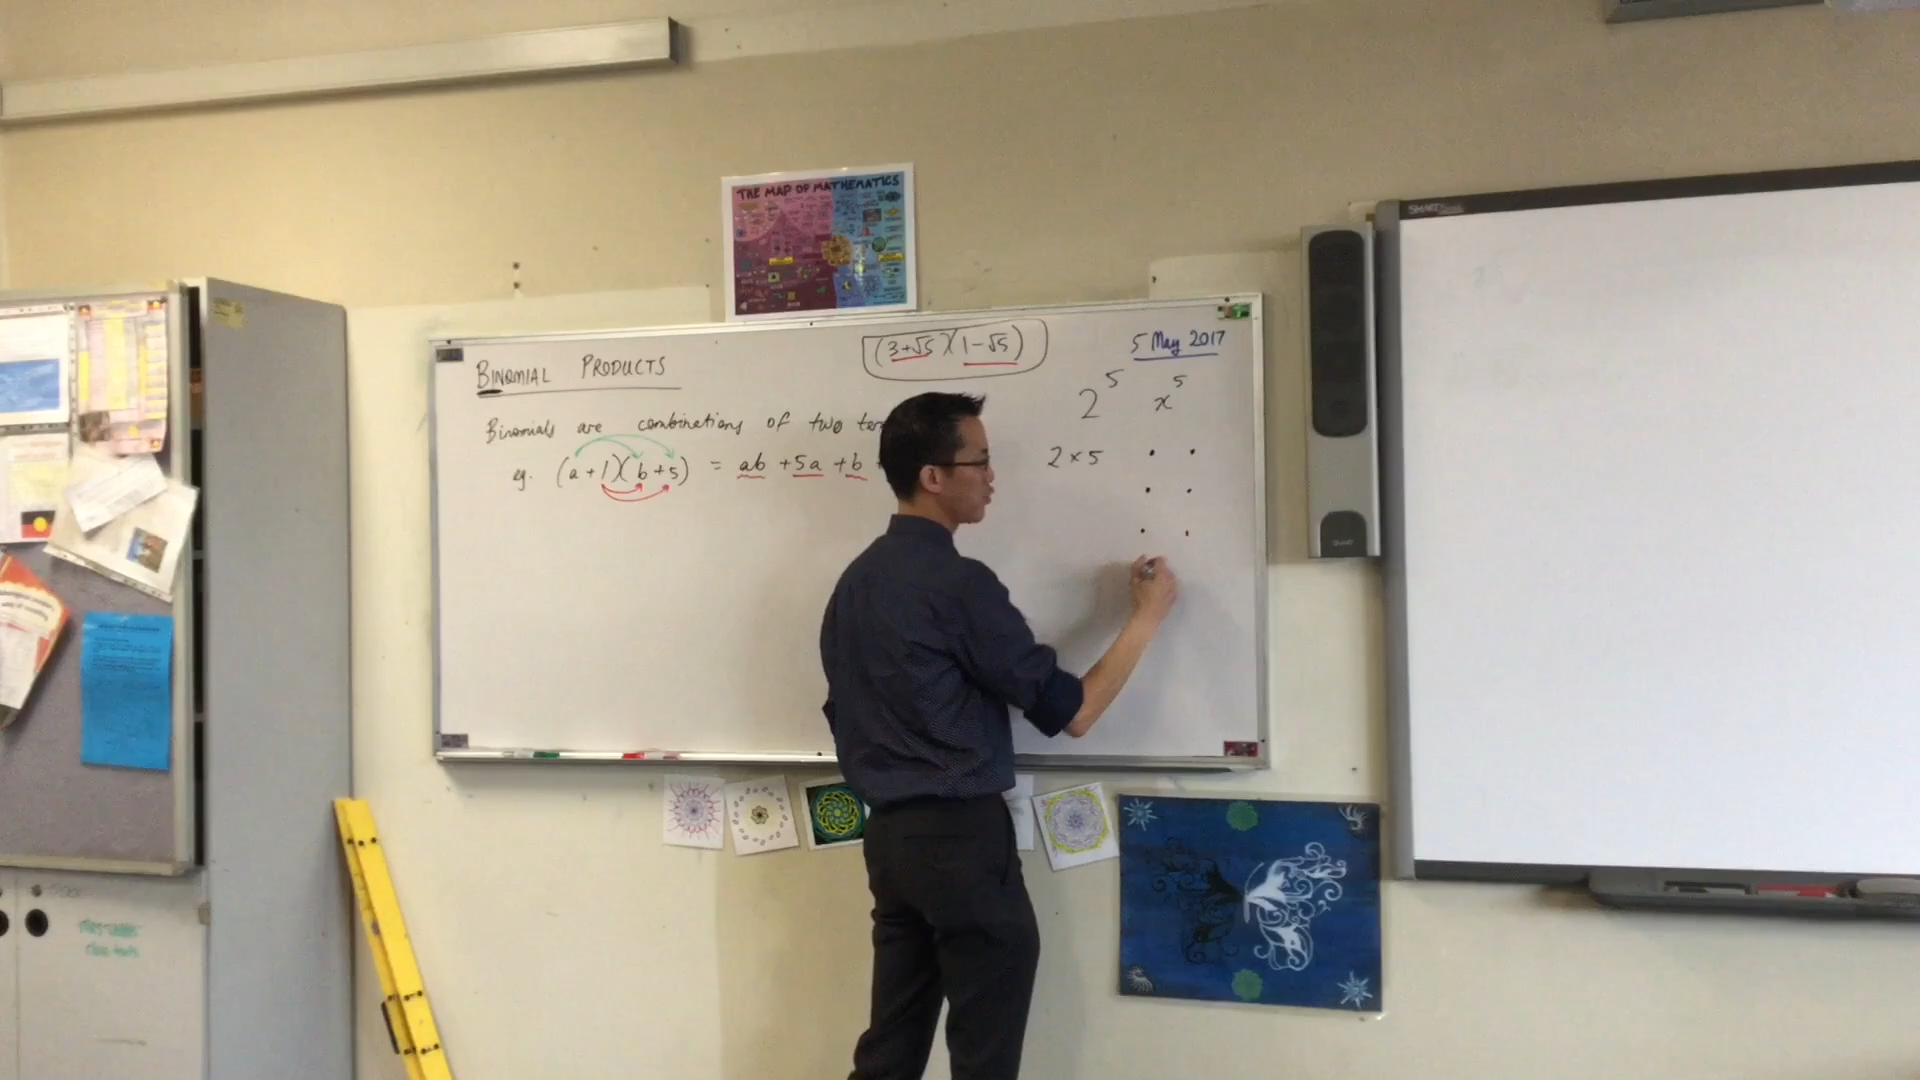 THE MAP OF MATHEMATICS
BINOMIAL PRODUCTS
(3+√5)(1-√5)
5 May 2017
2⁵ x⁵
Binomials are combinations of two
eg. (a+1)(b+5) = ab +5a +b
2×5
SMART